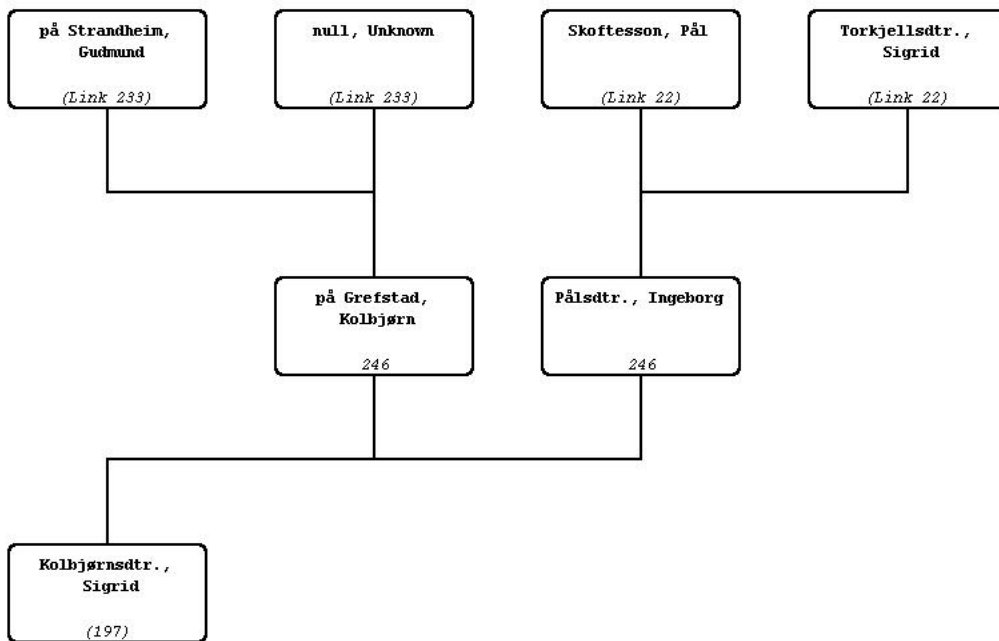 på Strandheim,
Gudmund
(Link 233)
null, Unknown
(Link 233)
Skoftesson, Pål
(Link 22)
Torkjellsdtr.,
Sigrid
(Link 22)
på Grefstad,
Kolbjørn
246
Pålsdtr., Ingeborg
246
Kolbjørnsdtr.,
Sigrid
(197)